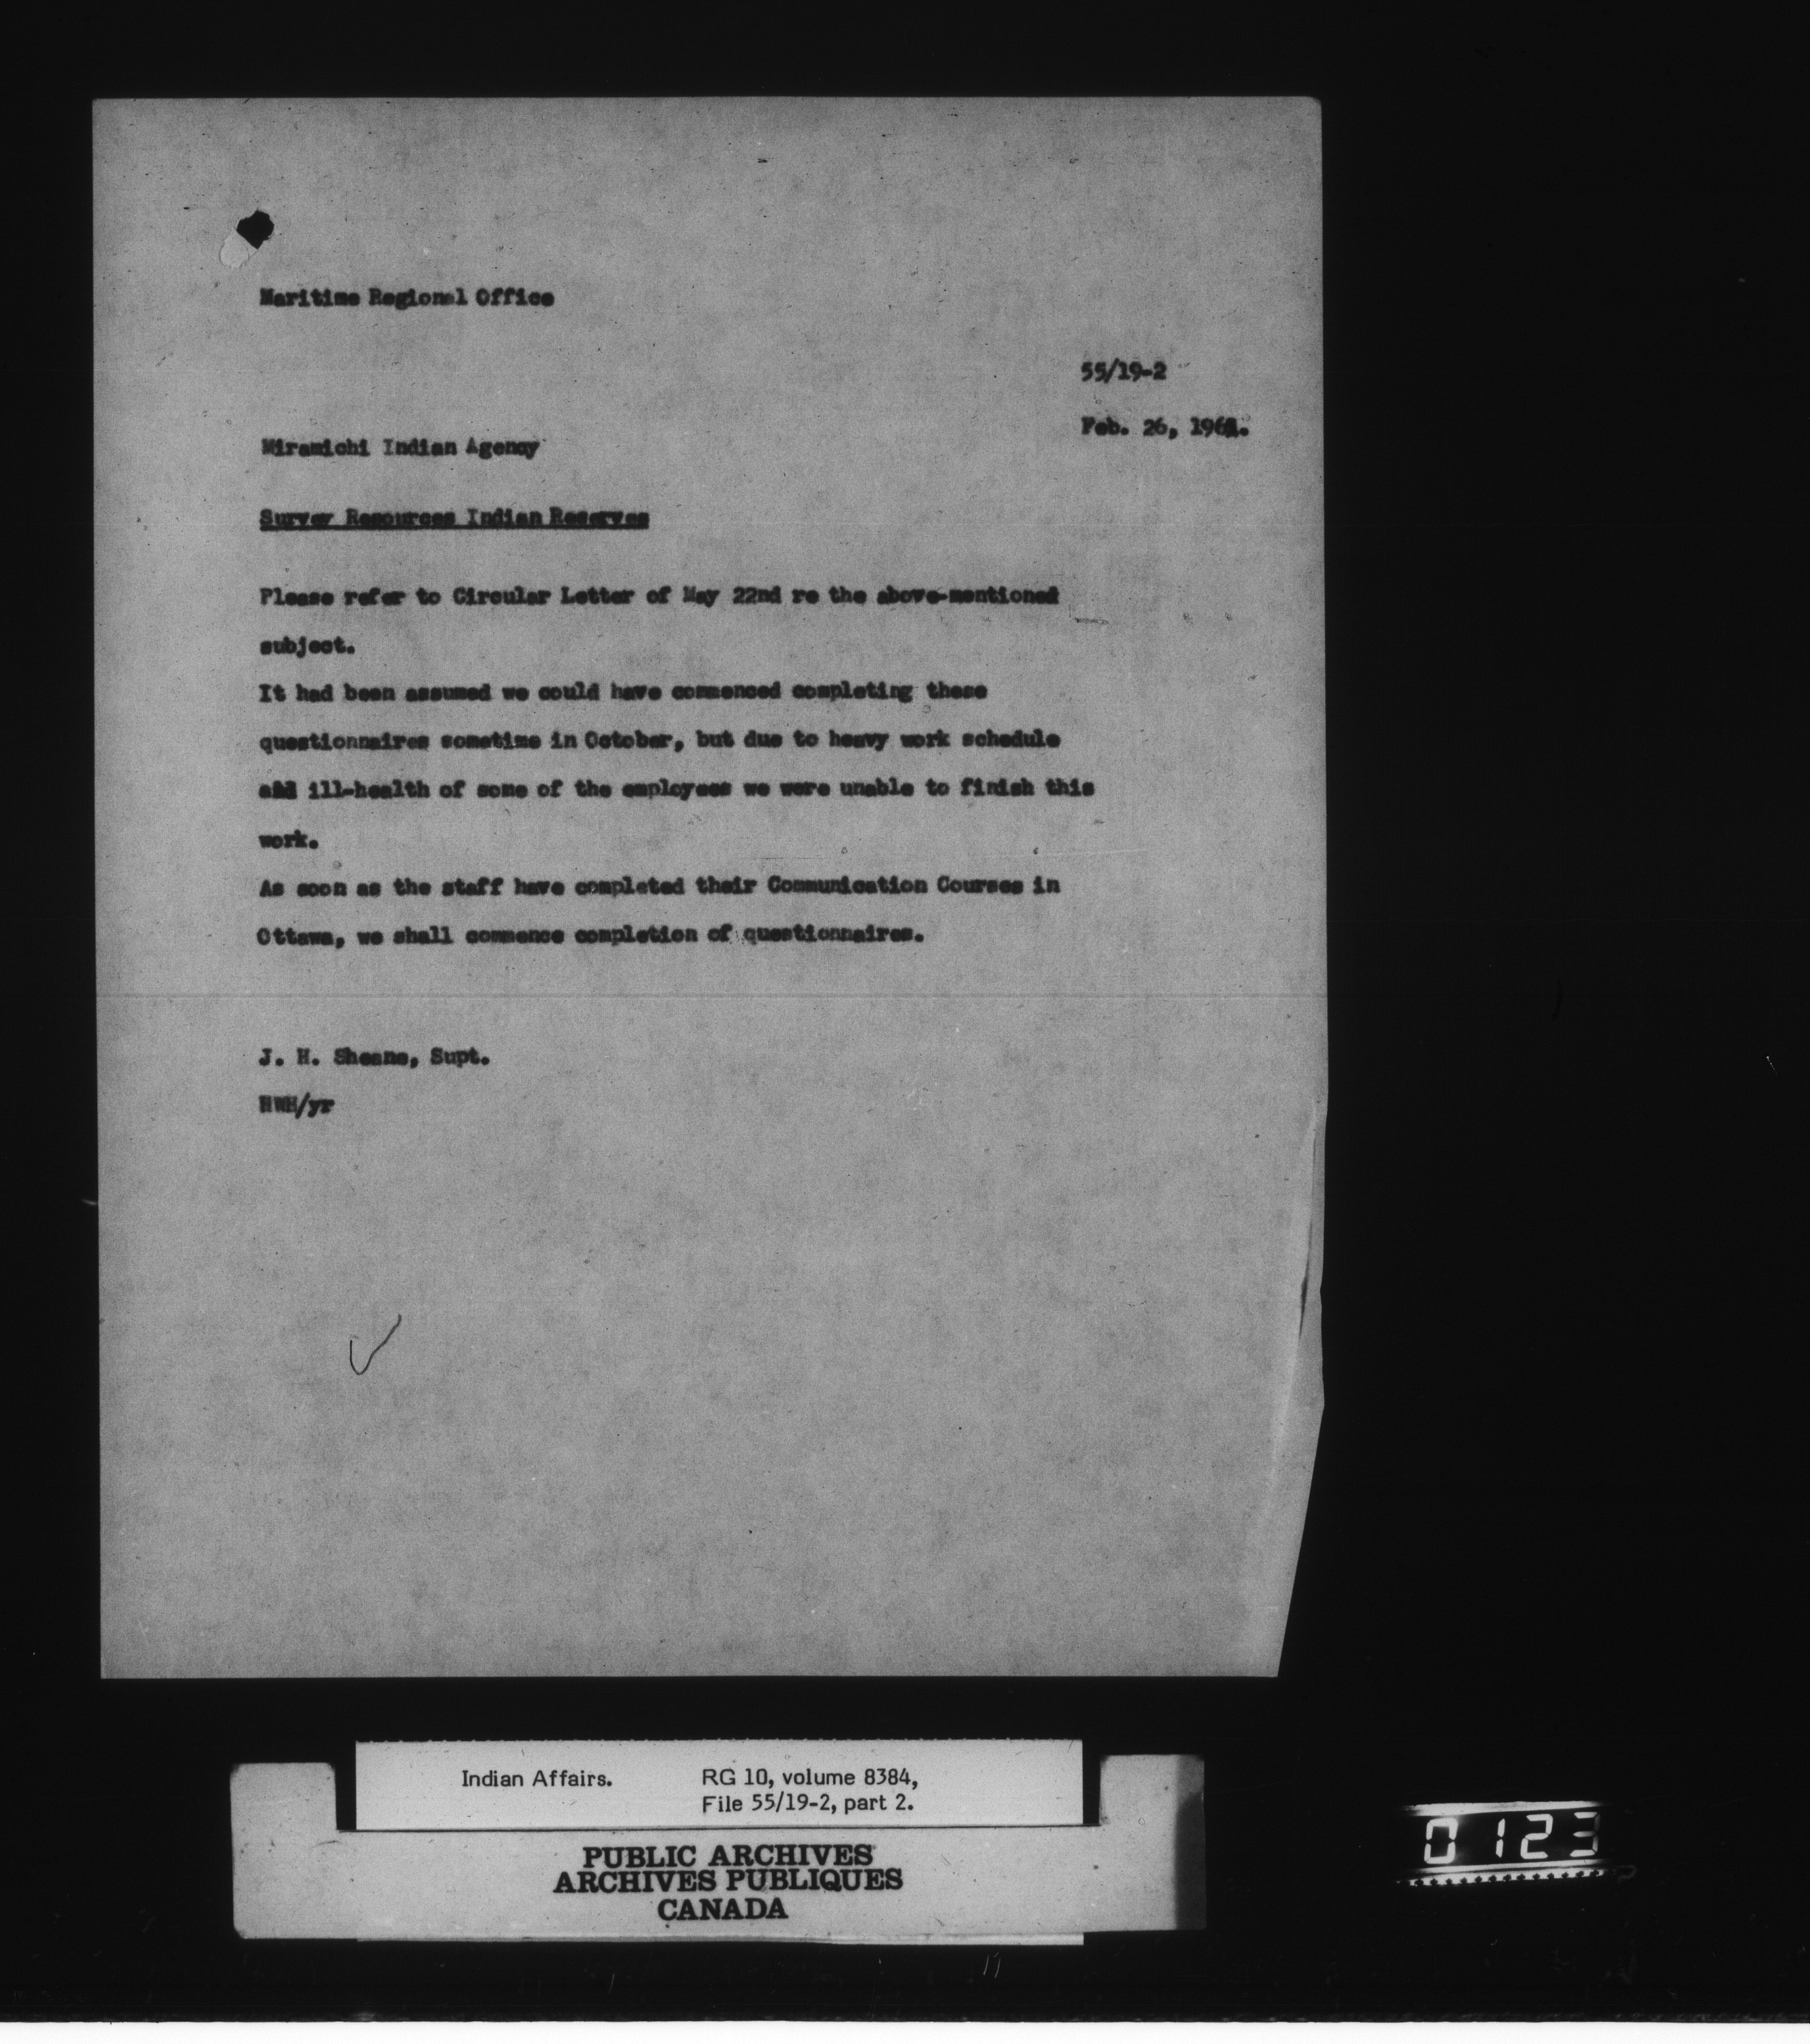 Maritime Regional Office
55/19-2
Feb. 26, 1961.
Miramichi Indian Agency
Survey Resources Indian Reserves
Please refer to Circular Letter of May 22nd re the above-mentioned
subject.
It had been assumed we could have commenced completing these
questionnaires sometime in October, but due to heavy work schedule
and ill-health of some of the employees we were unable to finish this
work.
As soon as the staff have completed their Communication Courses in
Ottawa, we shall commence completion of questionnaires.
J. H. Sheane, Supt.
HWH/yr
Indian Affairs. RG 10, volume 8384,
File 55/19-2, part 2.
PUBLIC ARCHIVES
ARCHIVES PUBLIQUES
CANADA
0123